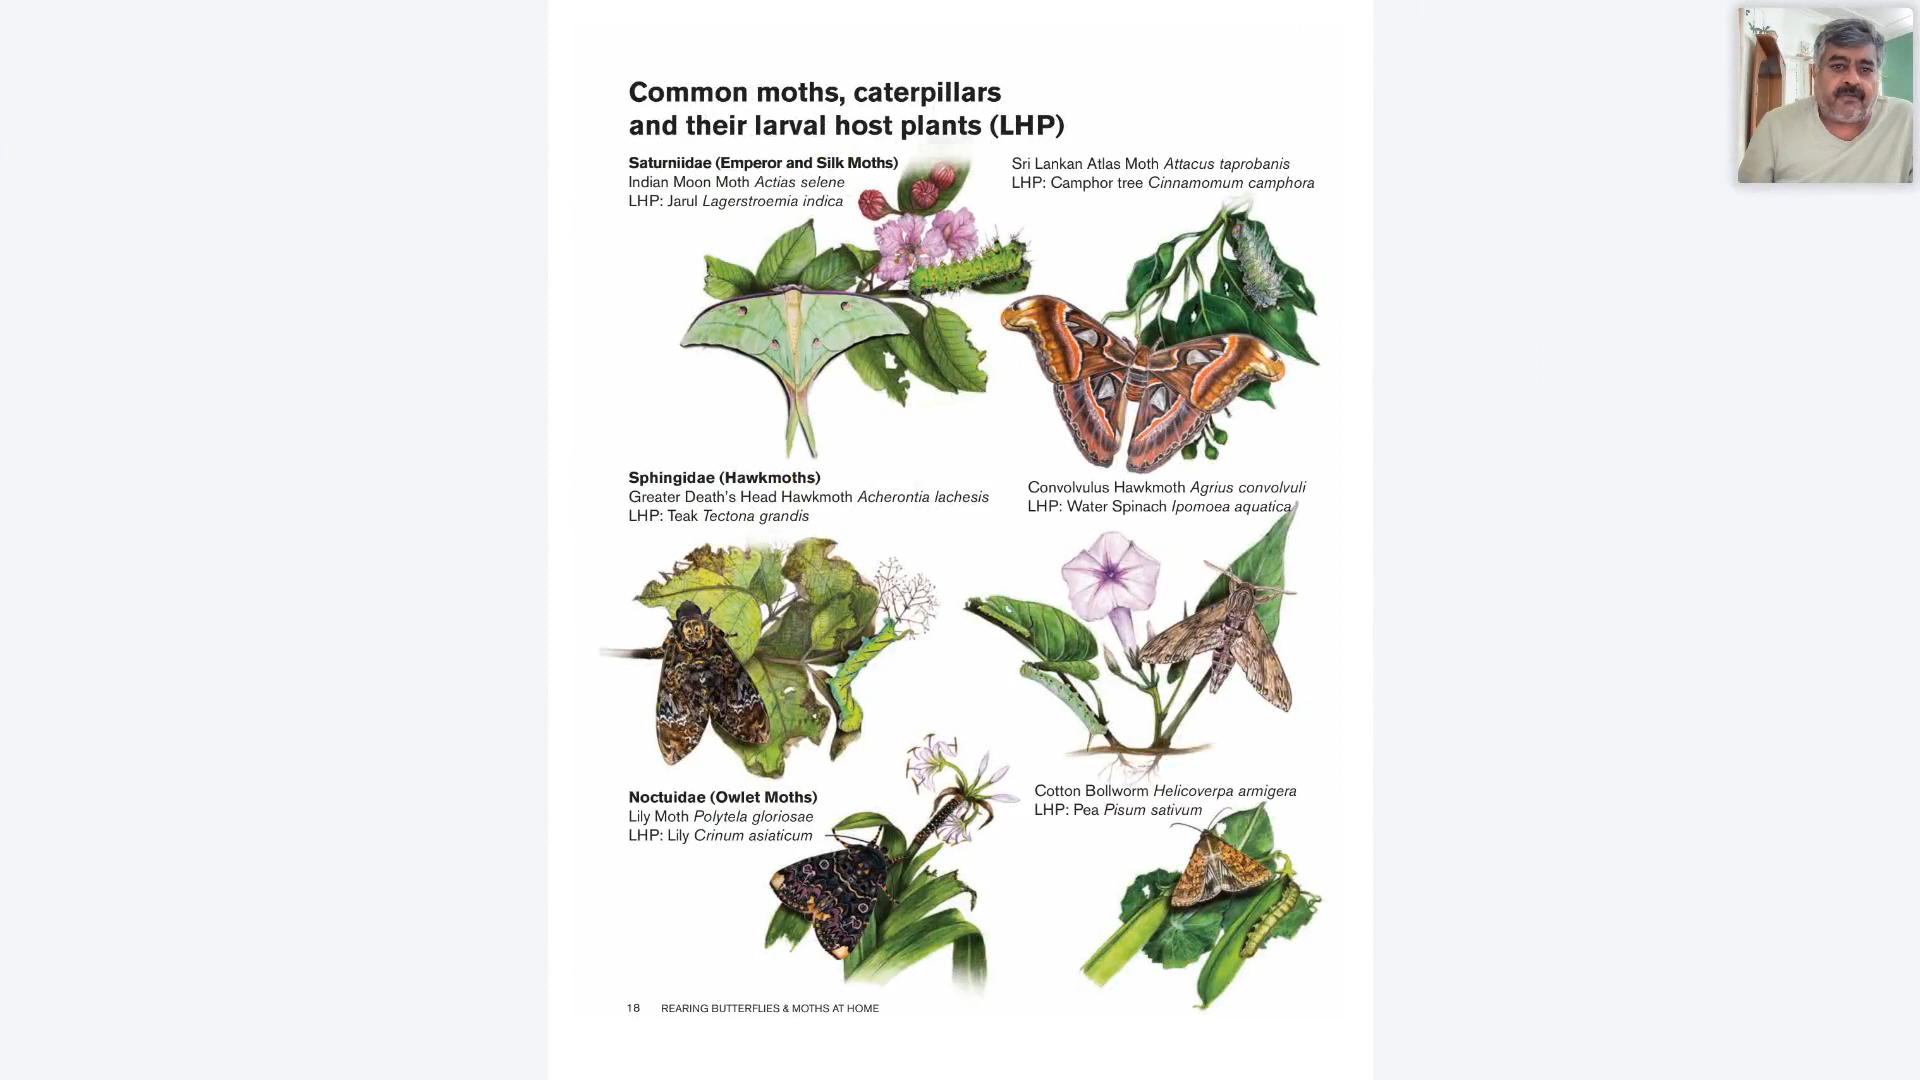 Common moths, caterpillars
and their larval host plants (LHP)
Saturniidae (Emperor and Silk Moths)
Indian Moon Moth Actias selene
LHP: Jarul Lagerstroemia indica
Sri Lankan Atlas Moth Attacus taprobanis
LHP: Camphor tree Cinnamomum camphora
Sphingidae (Hawkmoths)
Greater Death's Head Hawkmoth Acherontia lachesis
LHP: Teak Tectona grandis
Convolvulus Hawkmoth Agrius convolvuli
LHP: Water Spinach Ipomoea aquatica
Noctuidae (Owlet Moths)
Lily Moth Polytela gloriosae
LHP: Lily Crinum asiaticum
Cotton Bollworm Helicoverpa armigera
LHP: Pea Pisum sativum
18 REARING BUTTERFLIES & MOTHS AT HOME